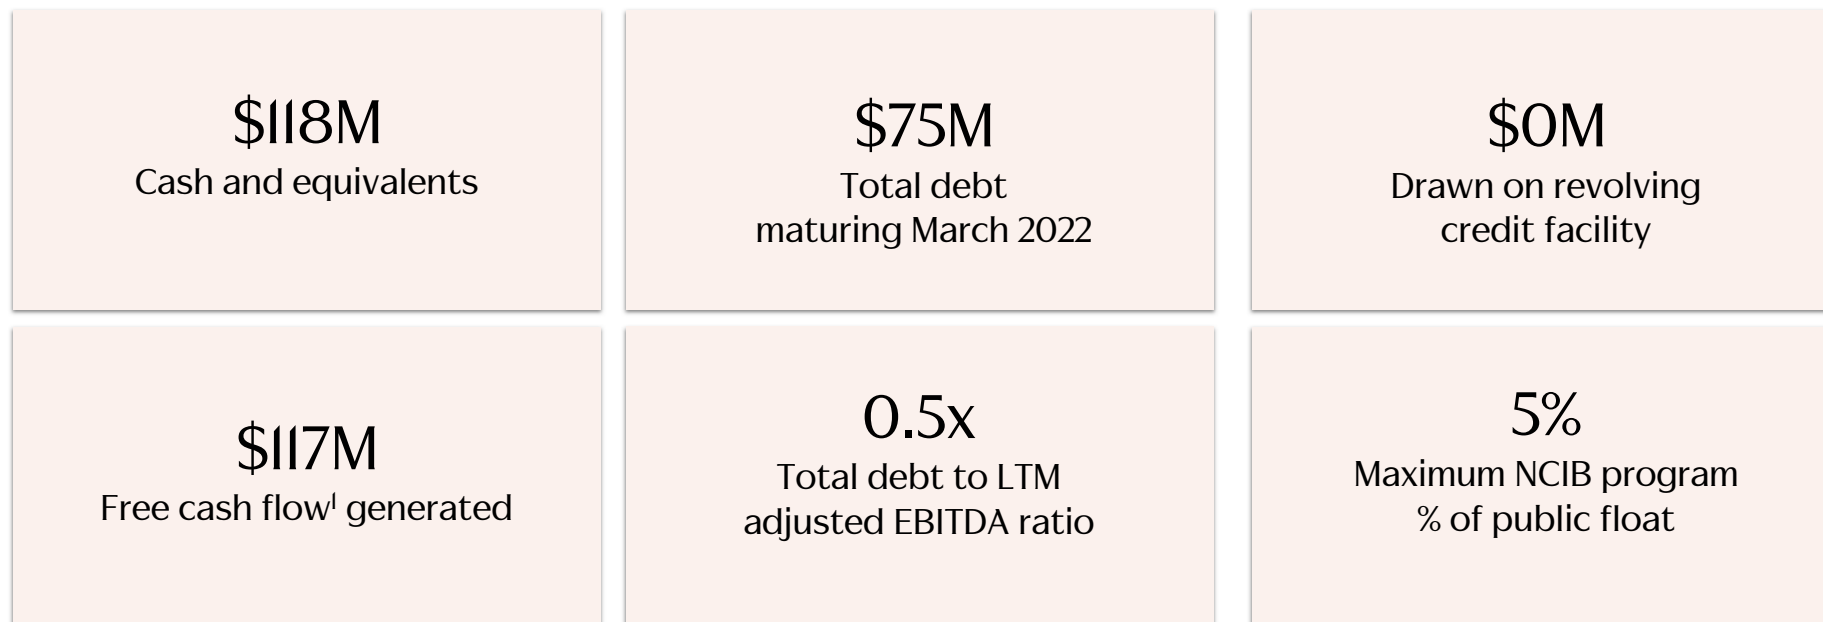 $118M
Cash and equivalents
$75M
Total debt
maturing March 2022
$0M
Drawn on revolving
credit facility
$117M
Free cash flow¹ generated
0.5x
Total debt to LTM
adjusted EBITDA ratio
5%
Maximum NCIB program
% of public float